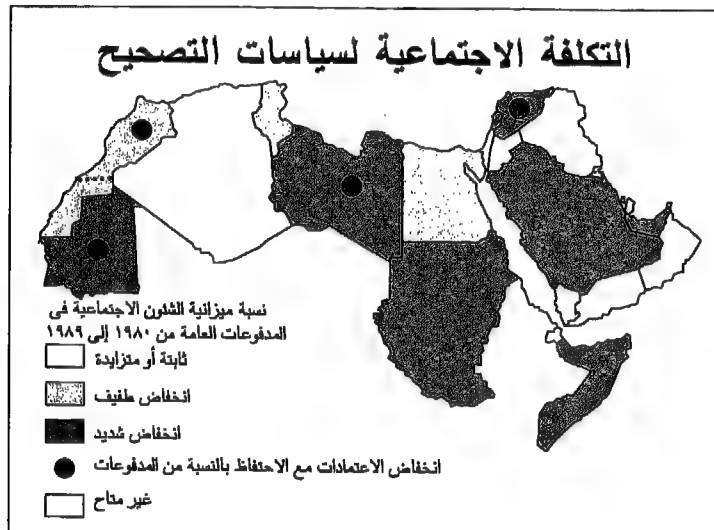 التكلفة الاجتماعية لسياسات التصحيح
نسبة ميزانية الشئون الاجتماعية فى
المدفوعات العامة من ١٩٨٠ إلى ١٩٨٩
ثابتة أو متزايدة
انخفاض طفيف
انخفاض شديد
انخفاض الاعتمادات مع الاحتفاظ بالنسبة من المدفوعات
غير متاح